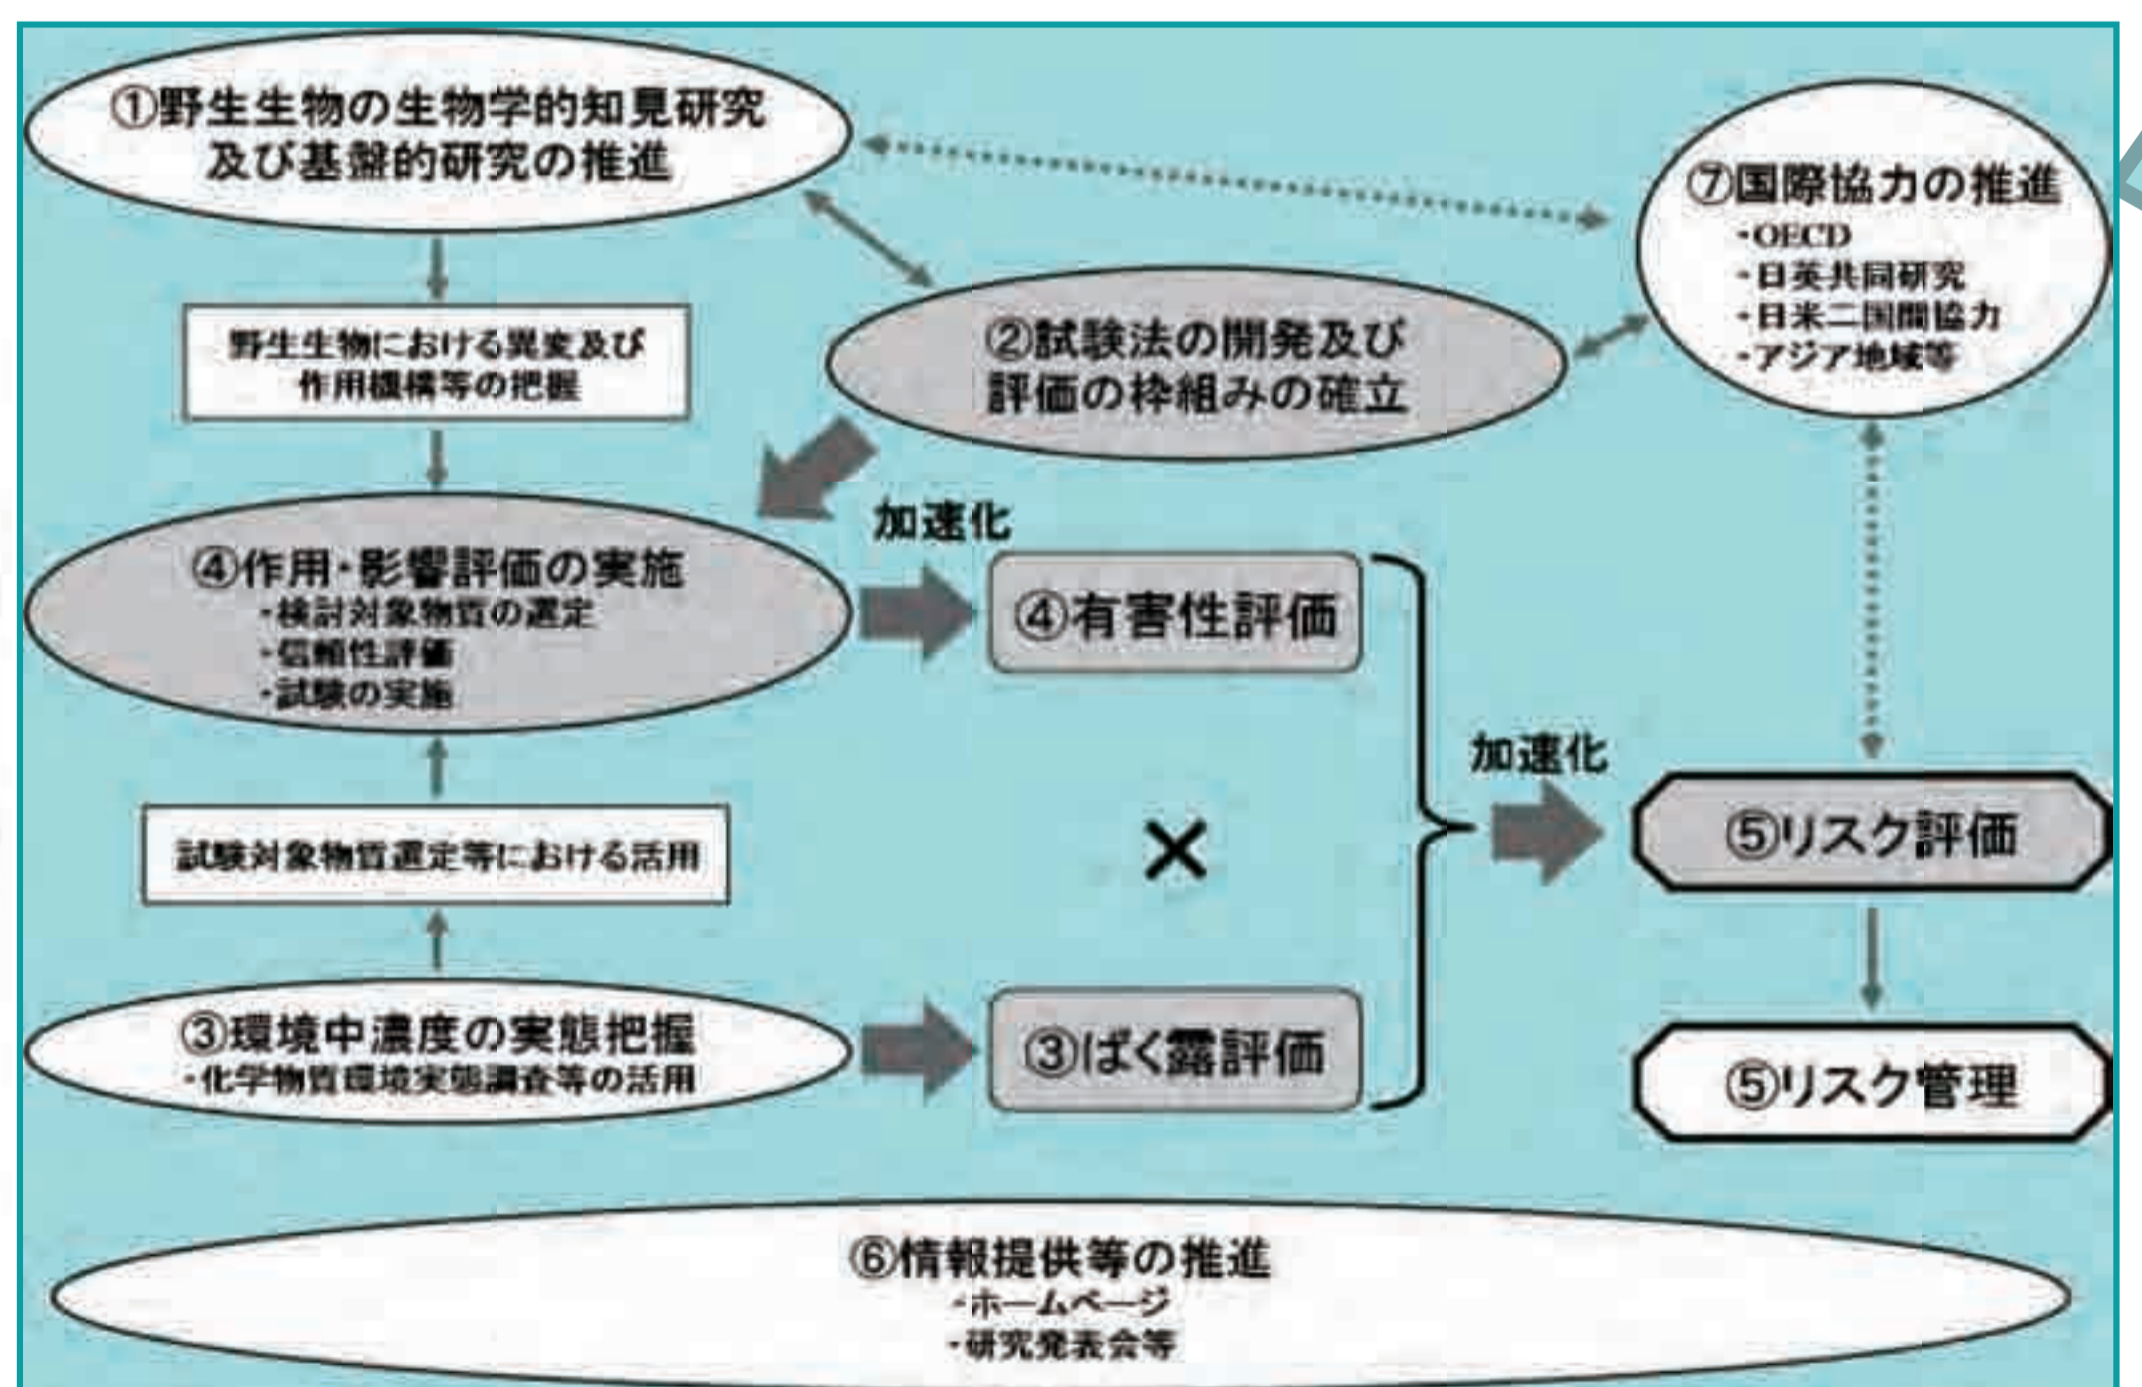 ①野生生物の生物学的知見研究
及び基盤的研究の推進
⑦国際協力の推進
・OECD
・日英共同研究
・日米二国間協力
・アジア地域等
野生生物における異変及び
作用機構等の把握
②試験法の開発及び
評価の枠組みの確立
加速化
④作用・影響評価の実施
・検討対象物質の選定
・信頼性評価
・試験の実施
④有害性評価
加速化
試験対象物質選定等における活用
×
⑤リスク評価
③環境中濃度の実態把握
・化学物質環境実態調査等の活用
③ばく露評価
⑤リスク管理
⑥情報提供等の推進
・ホームページ
・研究発表会等